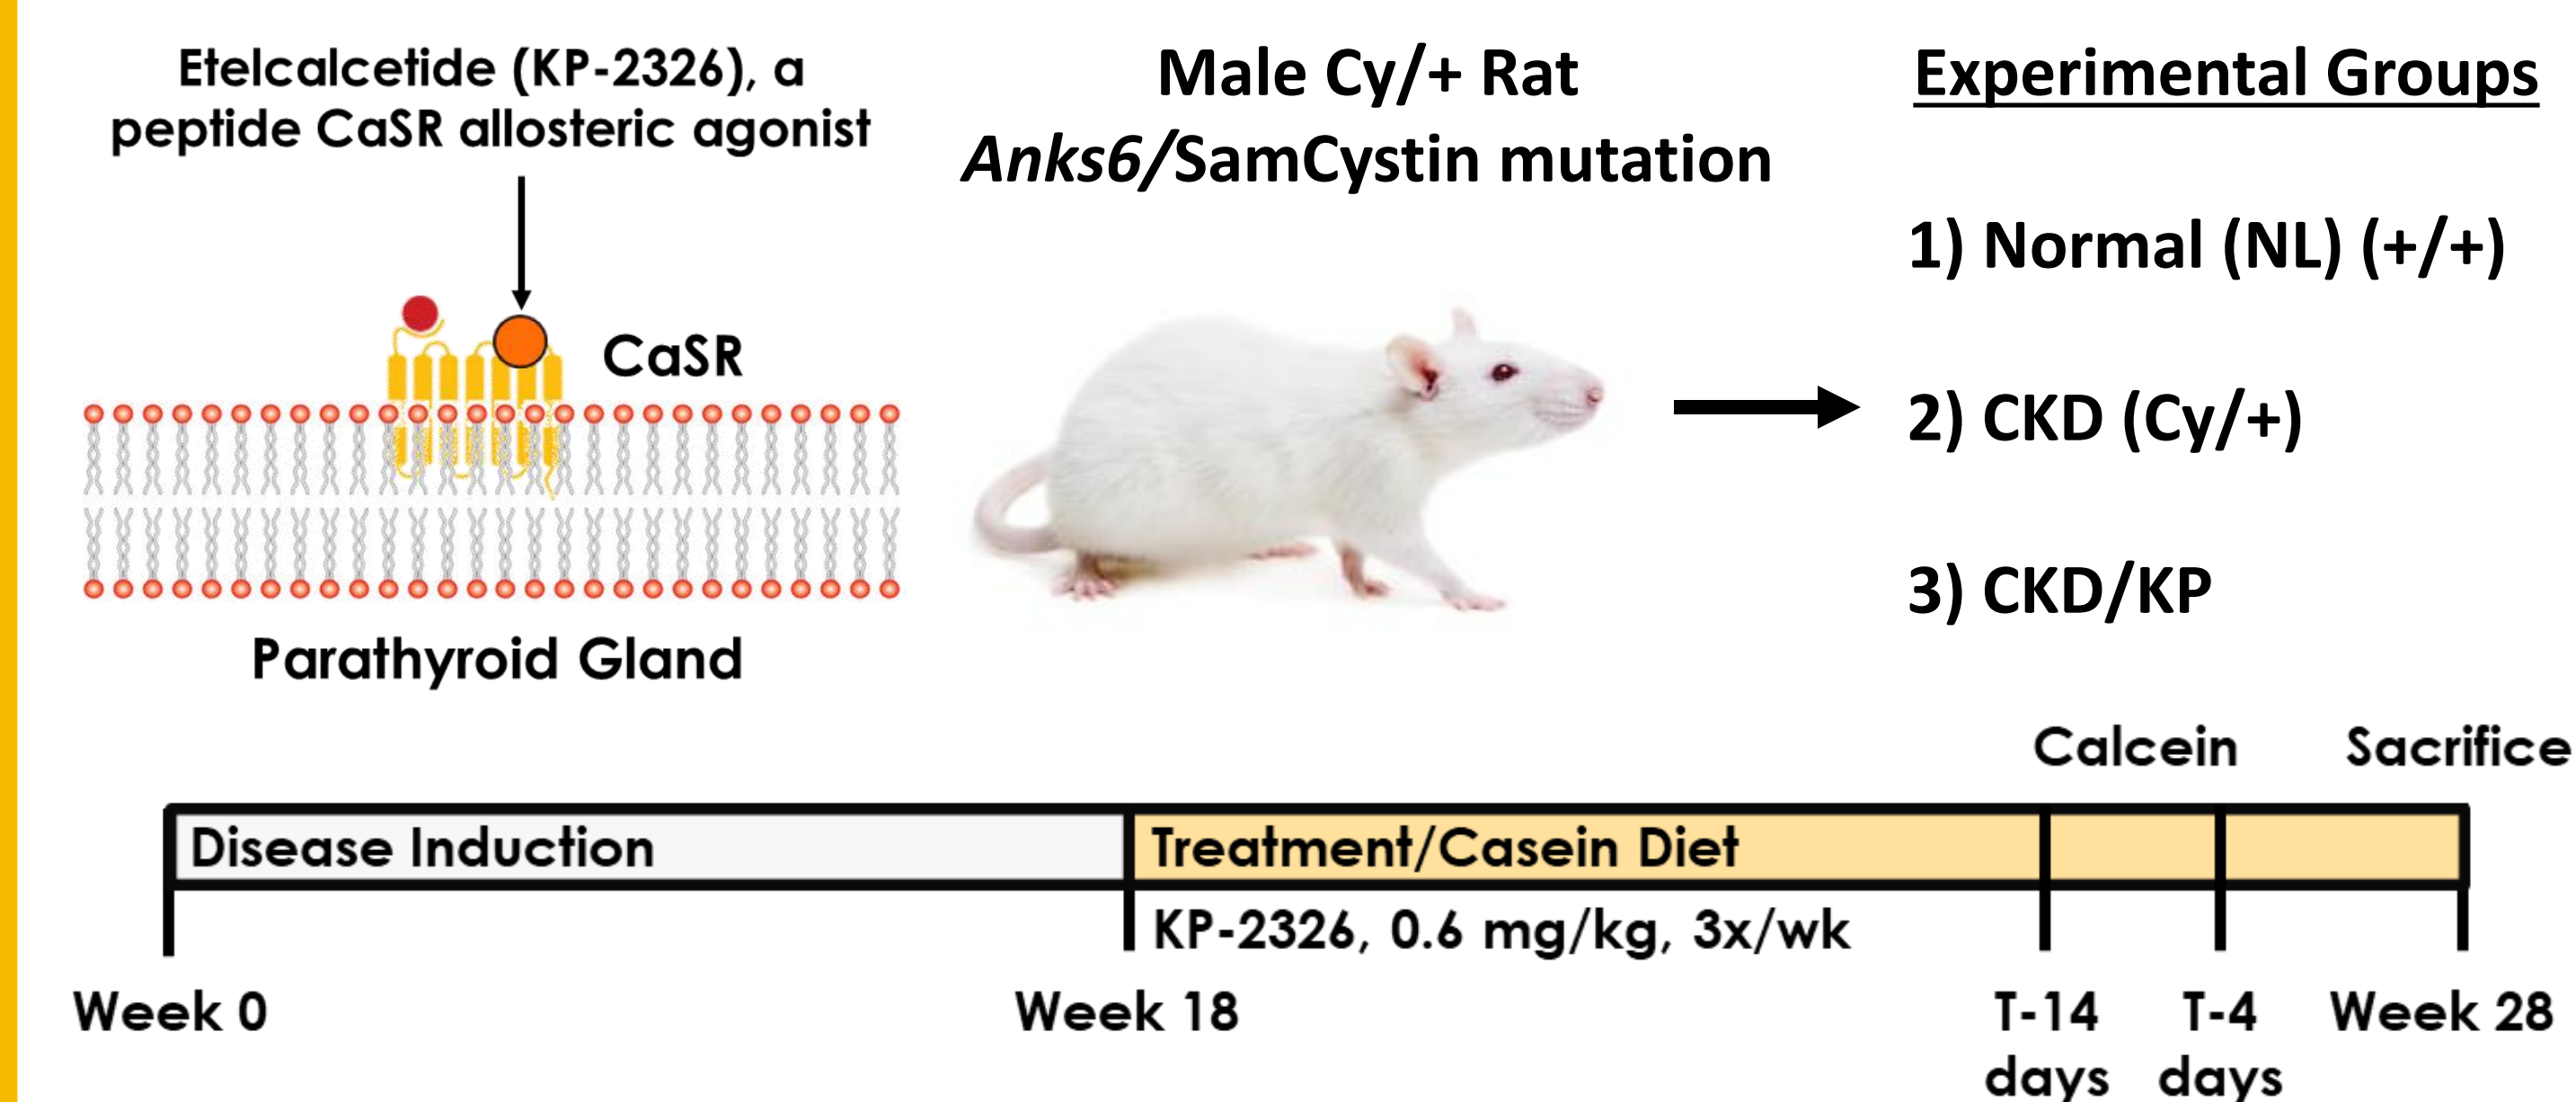 Etelcalcetide (KP-2326), a
peptide CaSR allosteric agonist
CaSR
Parathyroid Gland
Male Cy/+ Rat
Anks6/SamCystin mutation
Experimental Groups
1) Normal (NL) (+/+)
2) CKD (Cy/+)
3) CKD/KP
Calcein
Sacrifice
Disease Induction
Treatment/Casein Diet
KP-2326, 0.6 mg/kg, 3x/wk
Week 0
Week 18
T-14
days
T-4
days
Week 28